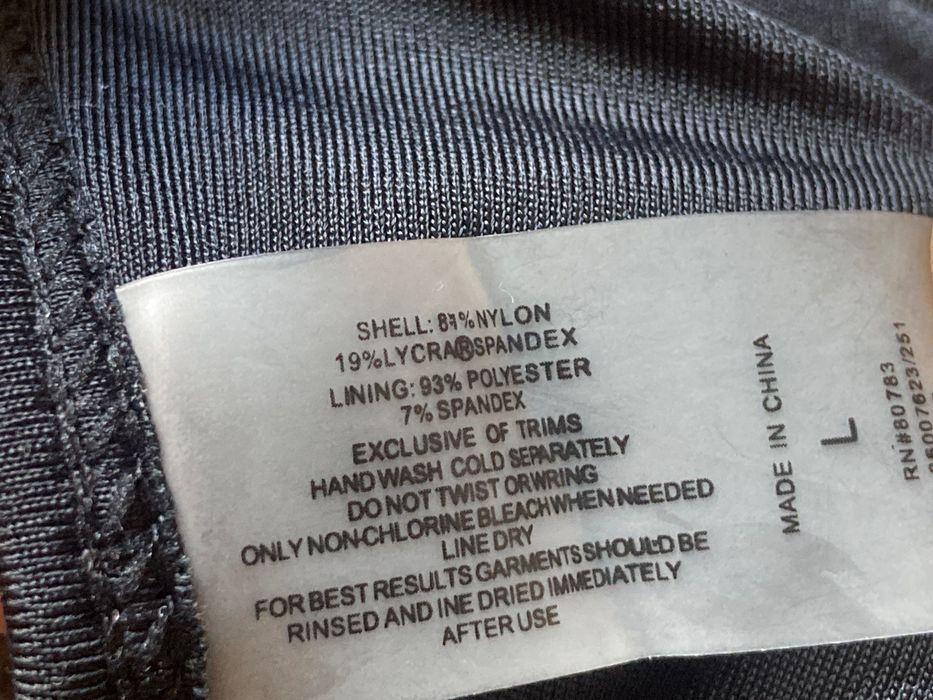 SHELL: 81% NYLON
19%LYCRA®SPANDEX
LINING: 93% POLYESTER
7% SPANDEX
EXCLUSIVE OF TRIMS
HAND WASH COLD SEPARATELY
DO NOT TWIST ORWRING
ONLY NON-CHLORINE BLEACH WHEN NEEDED
LINE DRY
FOR BEST RESULTS GARMENTS SHOULD BE
RINSED AND INE DRIED IMMEDIATELY
AFTER USE
MADE IN CHINA
L
RN#80783